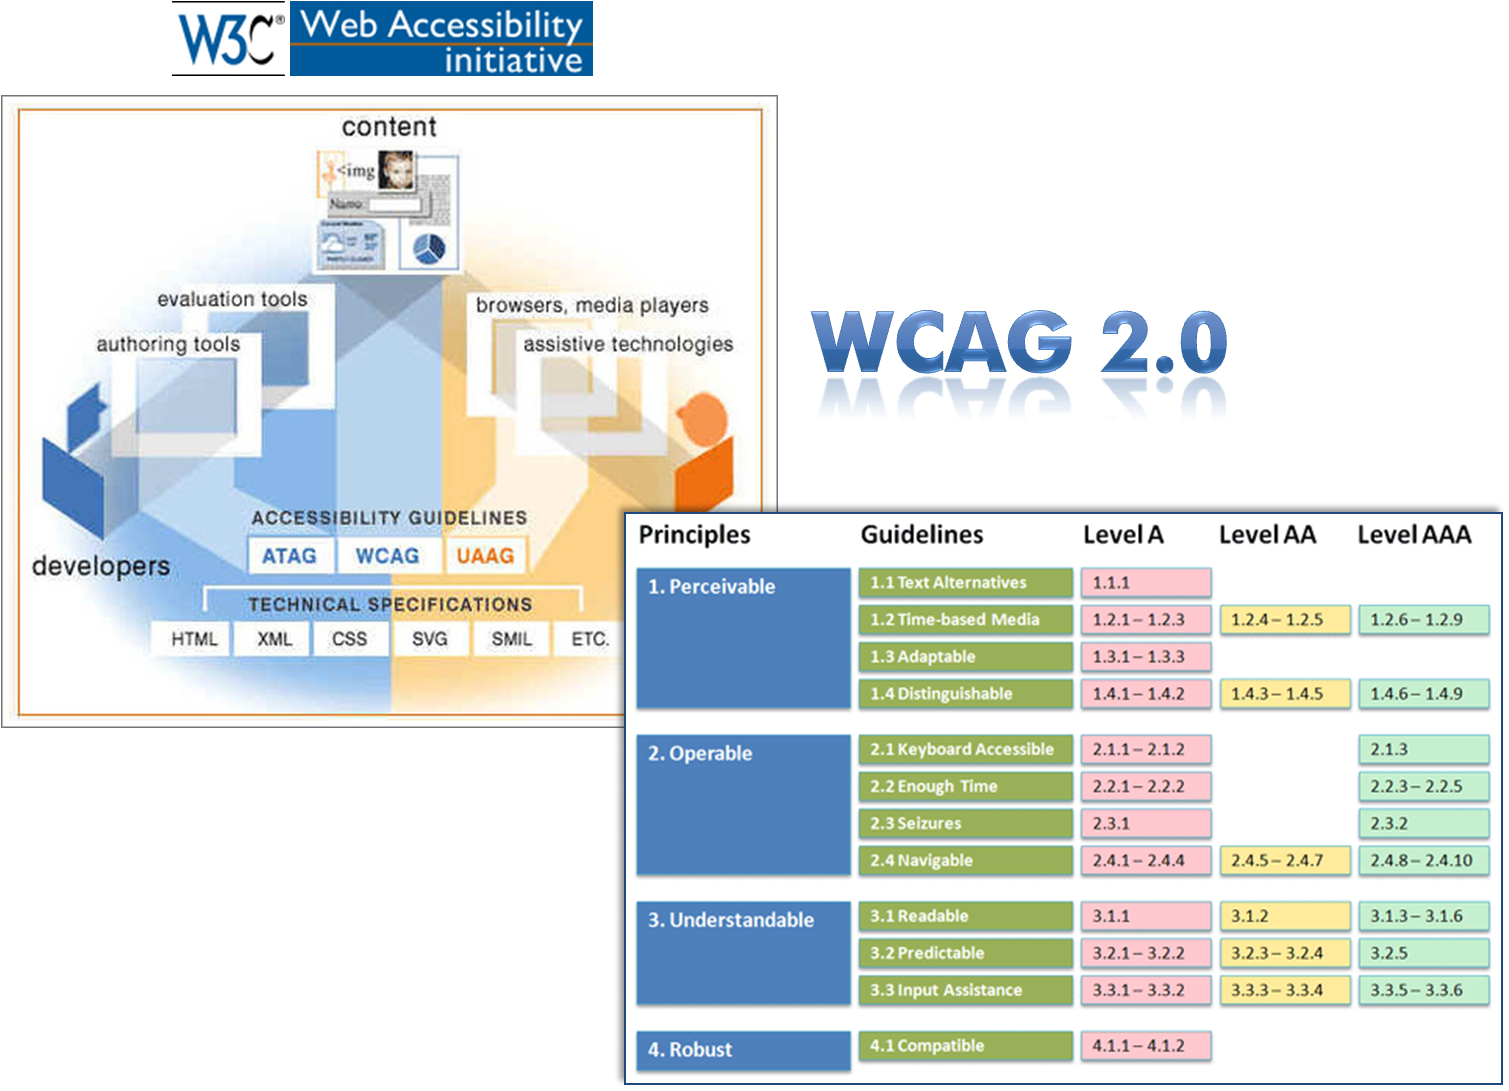 W3C®
Web Accessibility
initiative
content
<img
Name
evaluation tools
authoring tools
browsers, media players
assistive technologies
developers
ACCESSIBILITY GUIDELINES
ATAG WCAG UAAG
TECHNICAL SPECIFICATIONS
HTML XML CSS SVG SMIL ETC.
WCAG 2.0
Principles Guidelines Level A Level AA Level AAA
1. Perceivable 1.1 Text Alternatives 1.1.1
1.2 Time-based Media 1.2.1 – 1.2.3 1.2.4 – 1.2.5 1.2.6 – 1.2.9
1.3 Adaptable 1.3.1 – 1.3.3
1.4 Distinguishable 1.4.1 – 1.4.2 1.4.3 – 1.4.5 1.4.6 – 1.4.9
2. Operable 2.1 Keyboard Accessible 2.1.1 – 2.1.2 2.1.3
2.2 Enough Time 2.2.1 – 2.2.2 2.2.3 – 2.2.5
2.3 Seizures 2.3.1 2.3.2
2.4 Navigable 2.4.1 – 2.4.4 2.4.5 – 2.4.7 2.4.8 – 2.4.10
3. Understandable 3.1 Readable 3.1.1 3.1.2 3.1.3 – 3.1.6
3.2 Predictable 3.2.1 – 3.2.2 3.2.3 – 3.2.4 3.2.5
3.3 Input Assistance 3.3.1 – 3.3.2 3.3.3 – 3.3.4 3.3.5 – 3.3.6
4. Robust 4.1 Compatible 4.1.1 – 4.1.2